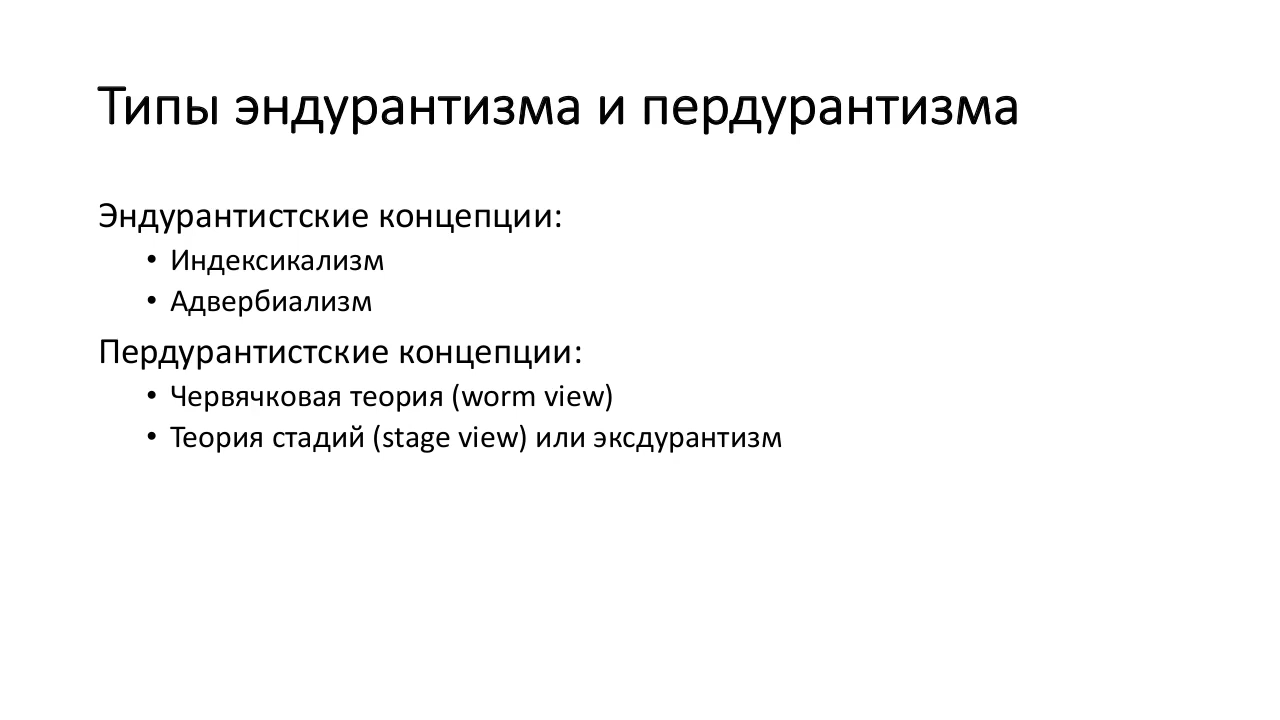 Типы эндурантизма и пердурантизма
Эндурантистские концепции:
• Индексикализм
• Адвербиализм
Пердурантистские концепции:
• Червячковая теория (worm view)
• Теория стадий (stage view) или эксдурантизм